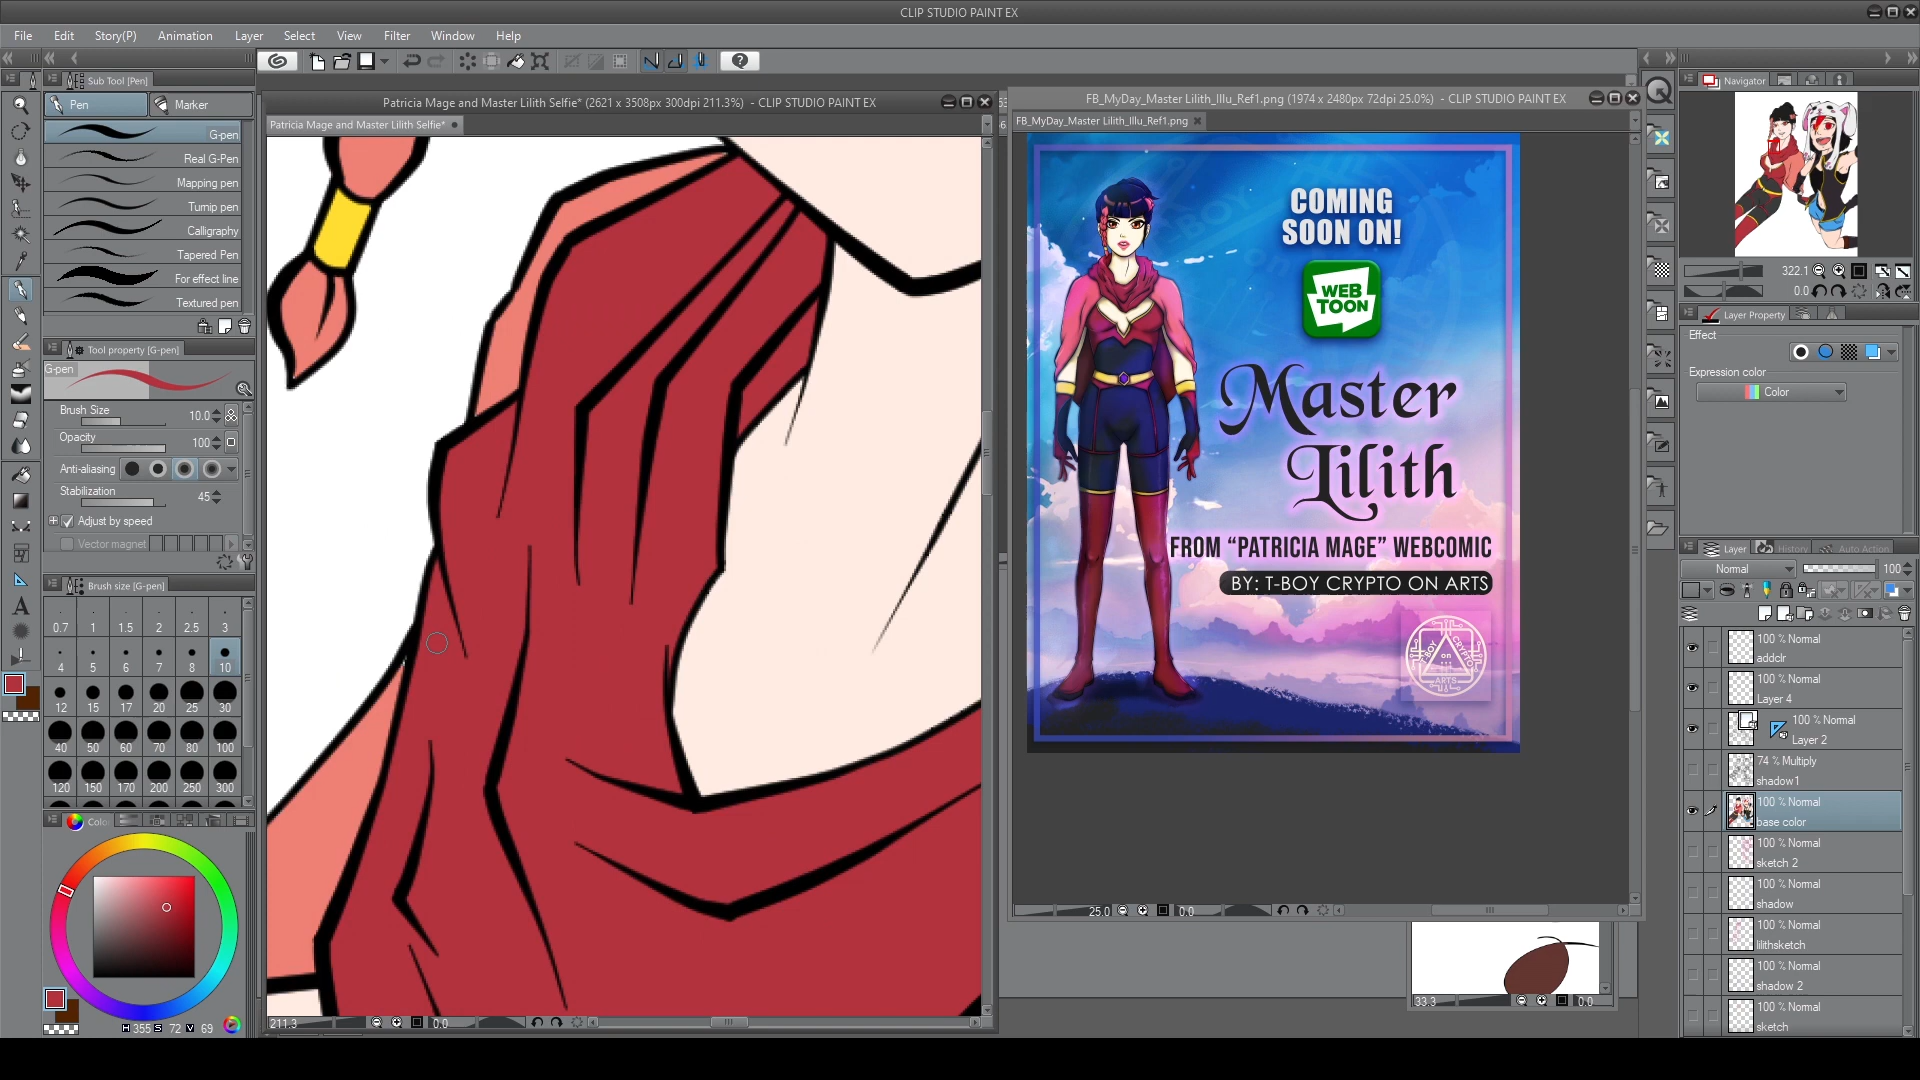 CLIP STUDIO PAINT EX
File Edit Story(P) Animation Layer Select View Filter Window Help
Sub Tool [Pen]
Pen
Marker
G-pen
Real G-Pen
Mapping pen
Turnip pen
Calligraphy
Tapered Pen
For effect line
Textured pen
Tool property [G-pen]
G-pen
Brush Size 10.0
Opacity 100
Anti-aliasing
Stabilization 45
Adjust by speed
Vector magnet
Brush size [G-pen]
0.7 1 1.5 2 2.5 3
4 5 6 7 8 10
12 15 17 20 25 30
40 50 60 70 80 100
120 150 170 200 250 300
Color
H 355 S 72 V 69
Patricia Mage and Master Lilith Selfie* (2621 x 3508px 300dpi 211.3%) - CLIP STUDIO PAINT EX
Patricia Mage and Master Lilith Selfie*
211.3
0.0
FB_MyDay_Master Lilith_Illu_Ref1.png (1974 x 2480px 72dpi 25.0%) - CLIP STUDIO PAINT EX
FB_MyDay_Master Lilith_Illu_Ref1.png
COMING
SOON ON!
WEB
TOON
Master
Lilith
FROM “PATRICIA MAGE” WEBCOMIC
BY: T-BOY CRYPTO ON ARTS
T-BOY
CRYPTO
on
ARTS
25.0
0.0
33.3
0.0
Navigator
322.1
0.0
Layer Property
Effect
Expression color
Color
Layer
History
Auto Action
Normal 100
100 % Normal
addclr
100 % Normal
Layer 4
100 % Normal
Layer 2
74 % Multiply
shadow1
100 % Normal
base color
100 % Normal
sketch 2
100 % Normal
shadow
100 % Normal
lilithsketch
100 % Normal
shadow 2
100 % Normal
sketch